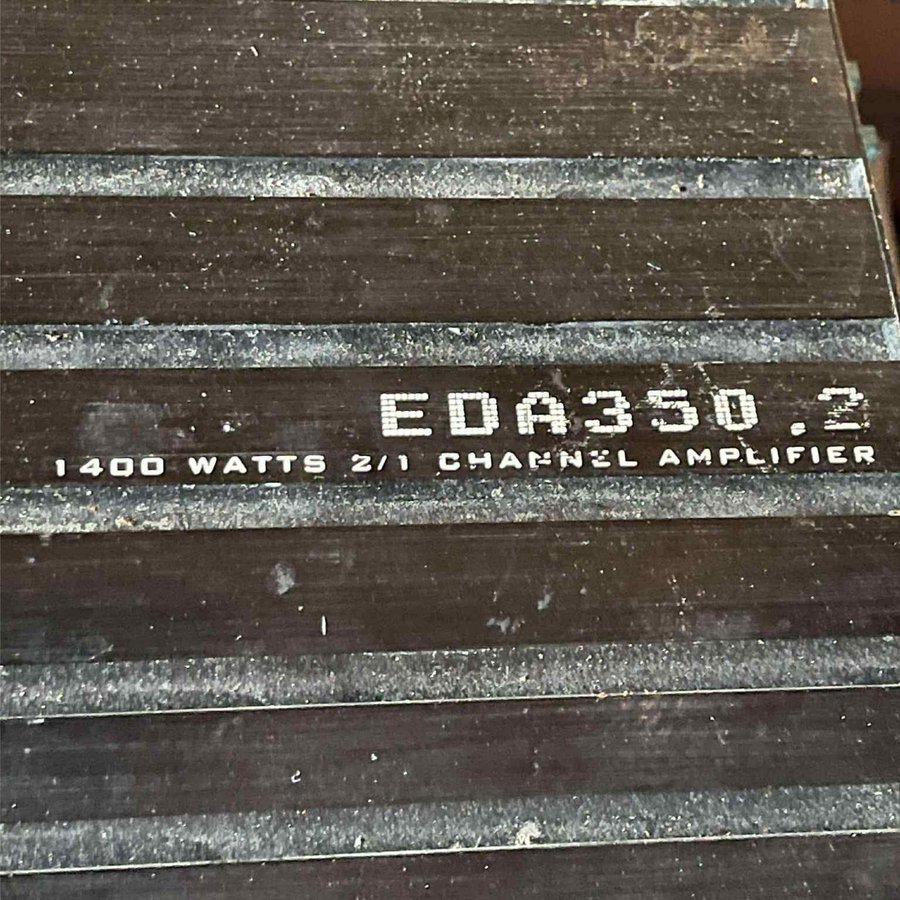 EDA350.2
1400 WATTS 2/1 CHANNEL AMPLIFIER